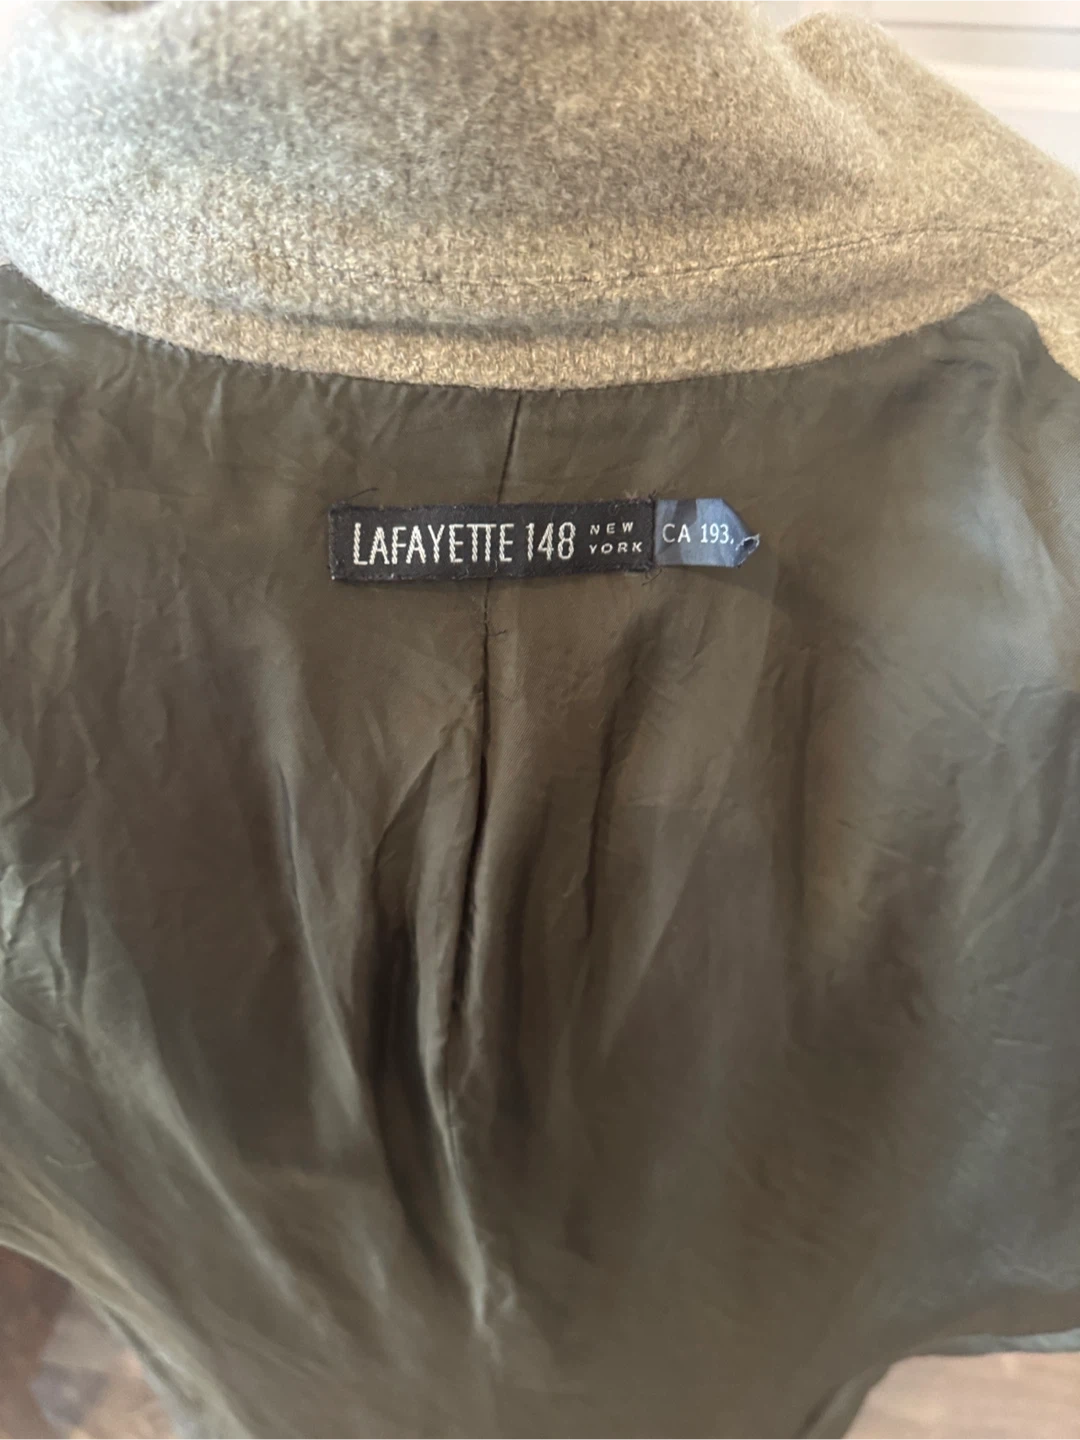 LAFAYETTE 148 NEW YORK
CA 193,